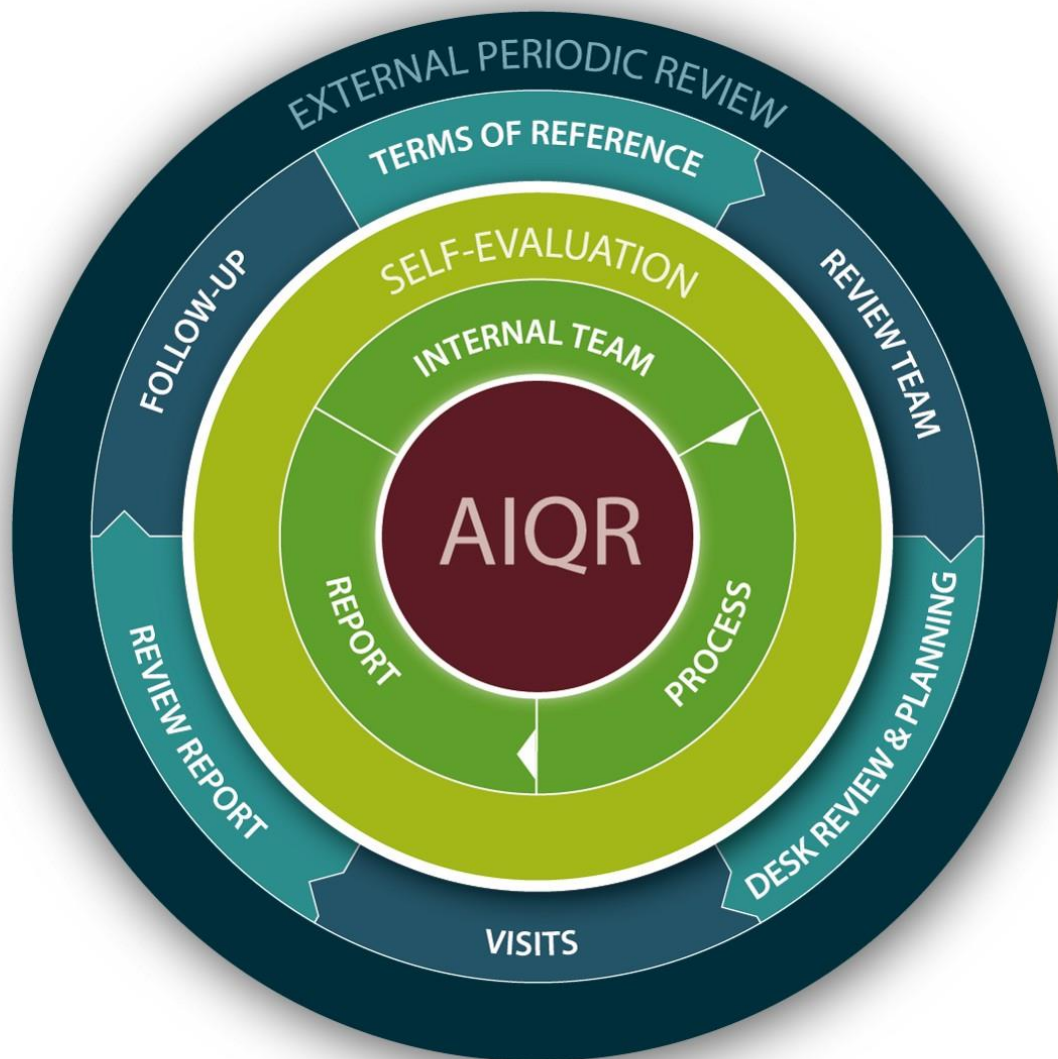 EXTERNAL PERIODIC REVIEW
TERMS OF REFERENCE
REVIEW TEAM
DESK REVIEW & PLANNING
VISITS
REVIEW REPORT
FOLLOW-UP
SELF-EVALUATION
INTERNAL TEAM
PROCESS
REPORT
AIQR